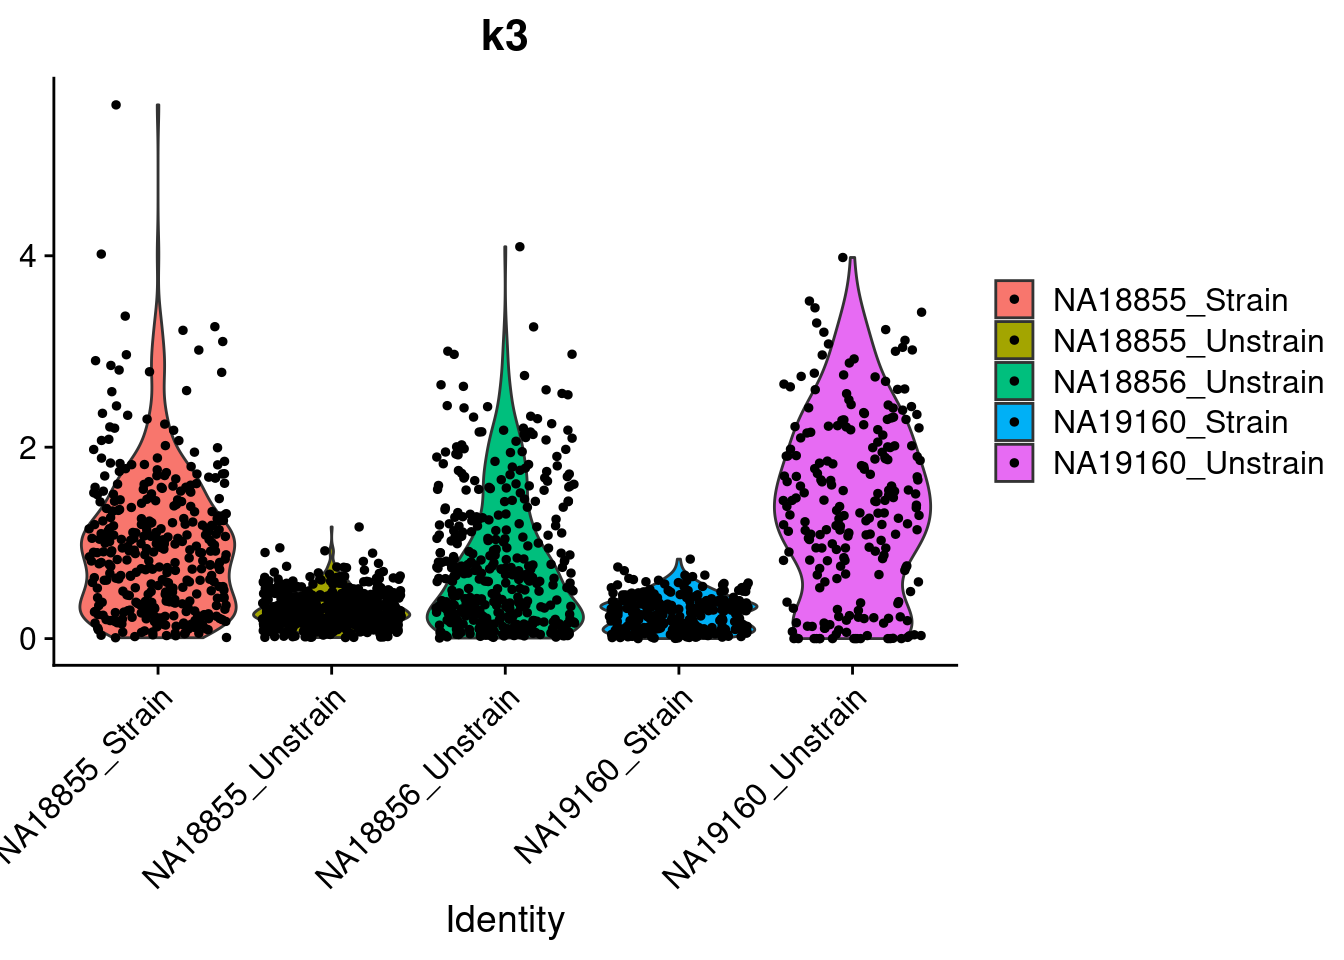 k3
4
2
0
NA18855_Strain
NA18855_Unstrain
NA18856_Unstrain
NA19160_Strain
NA19160_Unstrain
Identity
NA18855_Strain
NA18855_Unstrain
NA18856_Unstrain
NA19160_Strain
NA19160_Unstrain